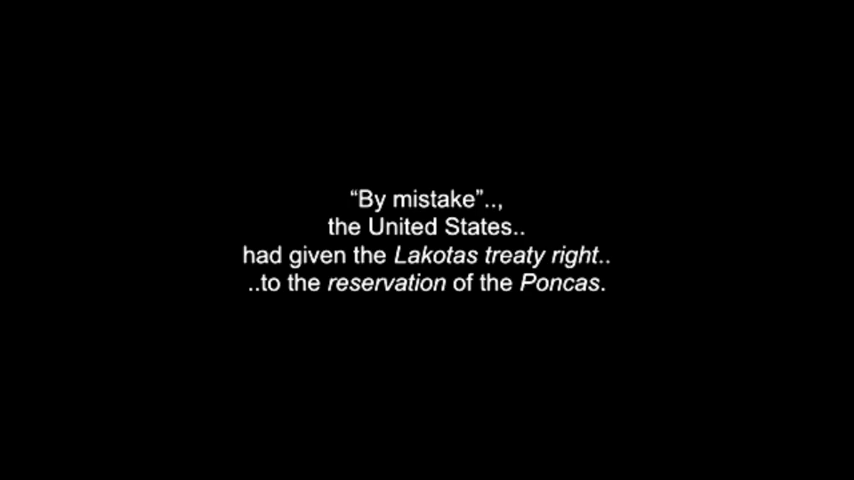 “By mistake”..,
the United States..
had given the Lakotas treaty right..
..to the reservation of the Poncas.